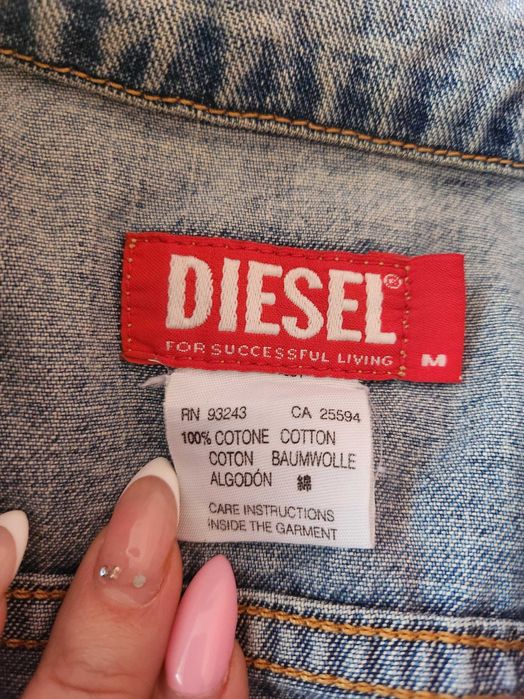 DIESEL®
FOR SUCCESSFUL LIVING
M
RN 93243 CA 25594
100% COTONE COTTON
COTON BAUMWOLLE
ALGODÓN 綿
CARE INSTRUCTIONS
INSIDE THE GARMENT